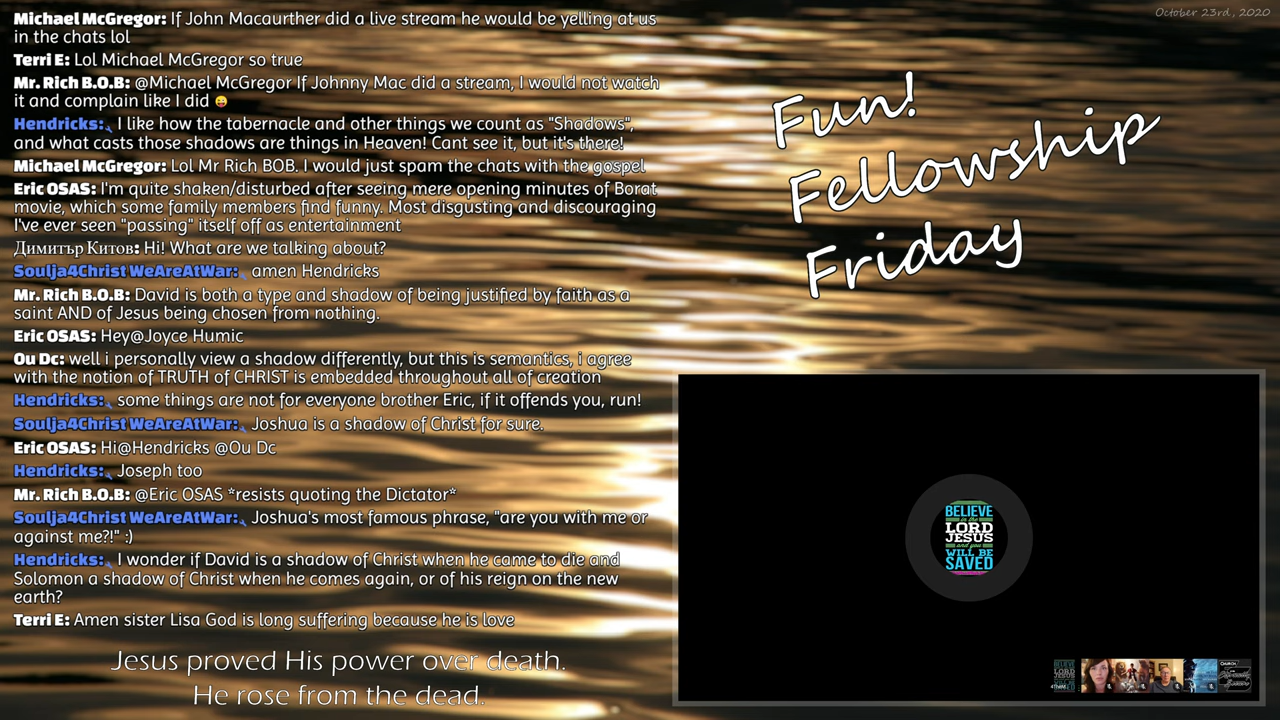 Michael McGregor: If John Macaurther did a live stream he would be yelling at us
in the chats lol
Terri E: Lol Michael McGregor so true
Mr. Rich B.O.B: @Michael McGregor If Johnny Mac did a stream, I would not watch
it and complain like I did 😜
Hendricks: I like how the tabernacle and other things we count as "Shadows",
and what casts those shadows are things in Heaven! Cant see it, but it's there!
Michael McGregor: Lol Mr Rich BOB. I would just spam the chats with the gospel
Eric OSAS: I'm quite shaken/disturbed after seeing mere opening minutes of Borat
movie, which some family members find funny. Most disgusting and discouraging
I've ever seen "passing" itself off as entertainment
Димитър Китов: Hi! What are we talking about?
Soulja4Christ WeAreAtWar: amen Hendricks
Mr. Rich B.O.B: David is both a type and shadow of being justified by faith as a
saint AND of Jesus being chosen from nothing.
Eric OSAS: Hey@Joyce Humic
Ou Dc: well i personally view a shadow differently, but this is semantics, i agree
with the notion of TRUTH of CHRIST is embedded throughout all of creation
Hendricks: some things are not for everyone brother Eric, if it offends you, run!
Soulja4Christ WeAreAtWar: Joshua is a shadow of Christ for sure.
Eric OSAS: Hi@Hendricks @Ou Dc
Hendricks: Joseph too
Mr. Rich B.O.B: @Eric OSAS *resists quoting the Dictator*
Soulja4Christ WeAreAtWar: Joshua's most famous phrase, "are you with me or
against me?!" :)
Hendricks: I wonder if David is a shadow of Christ when he came to die and
Solomon a shadow of Christ when he comes again, or of his reign on the new
earth?
Terri E: Amen sister Lisa God is long suffering because he is love
Jesus proved His power over death.
He rose from the dead.
October 23rd, 2020
Fun!
Fellowship
Friday
BELIEVE
in the
LORD
JESUS
and you
WILL BE
SAVED